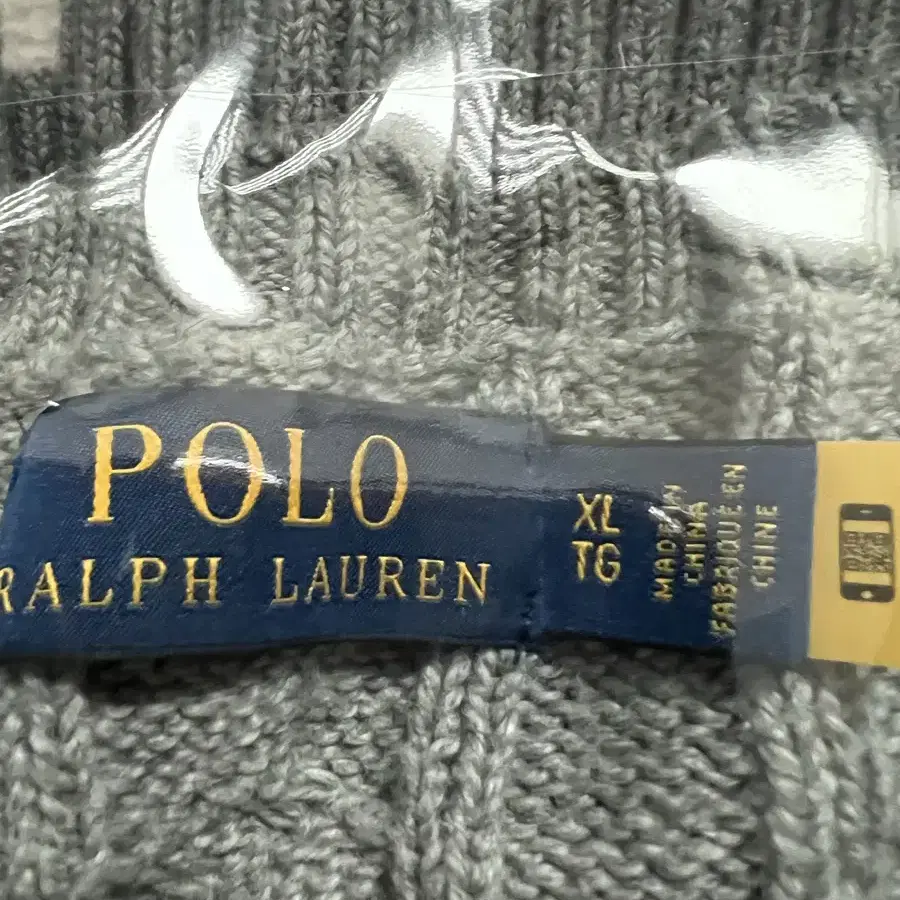 POLO
RALPH LAUREN
XL
TG
MADE IN
CHINA
FABRIQUÉ EN
CHINE